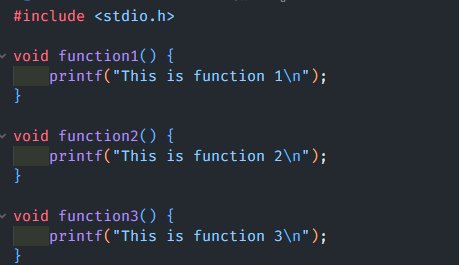 #include <stdio.h>
void function1() {
printf("This is function 1\n");
}
void function2() {
printf("This is function 2\n");
}
void function3() {
printf("This is function 3\n");
}